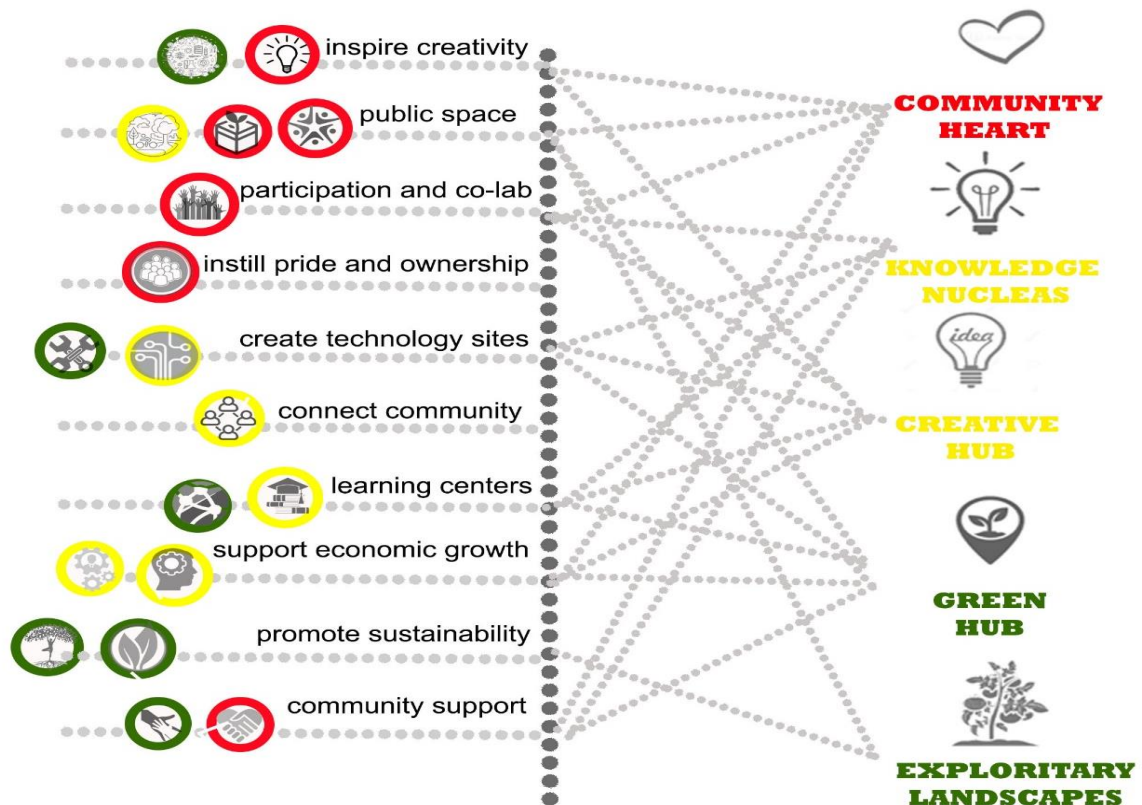 inspire creativity
public space
participation and co-lab
instill pride and ownership
create technology sites
connect community
learning centers
support economic growth
promote sustainability
community support
COMMUNITY
HEART
KNOWLEDGE
NUCLEAS
idea
CREATIVE
HUB
GREEN
HUB
EXPLORITARY
LANDSCAPES